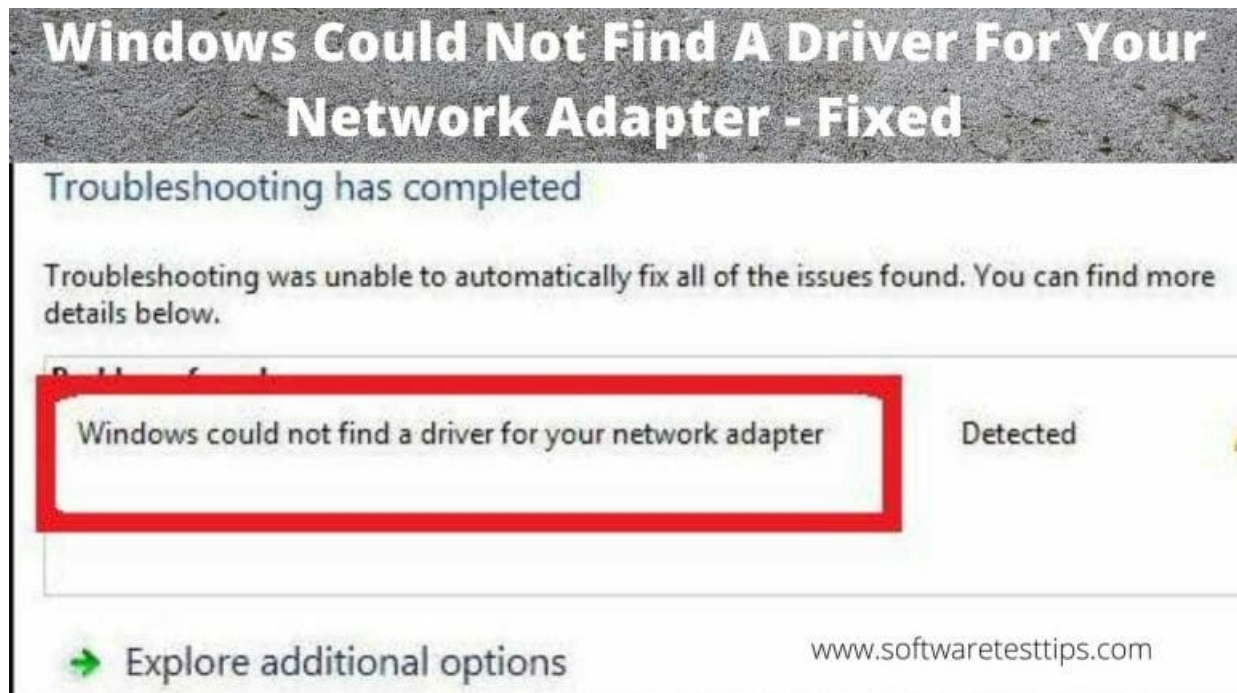 Windows Could Not Find A Driver For Your
Network Adapter - Fixed
Troubleshooting has completed
Troubleshooting was unable to automatically fix all of the issues found. You can find more
details below.
Windows could not find a driver for your network adapter Detected
Explore additional options
www.softwaretesttips.com